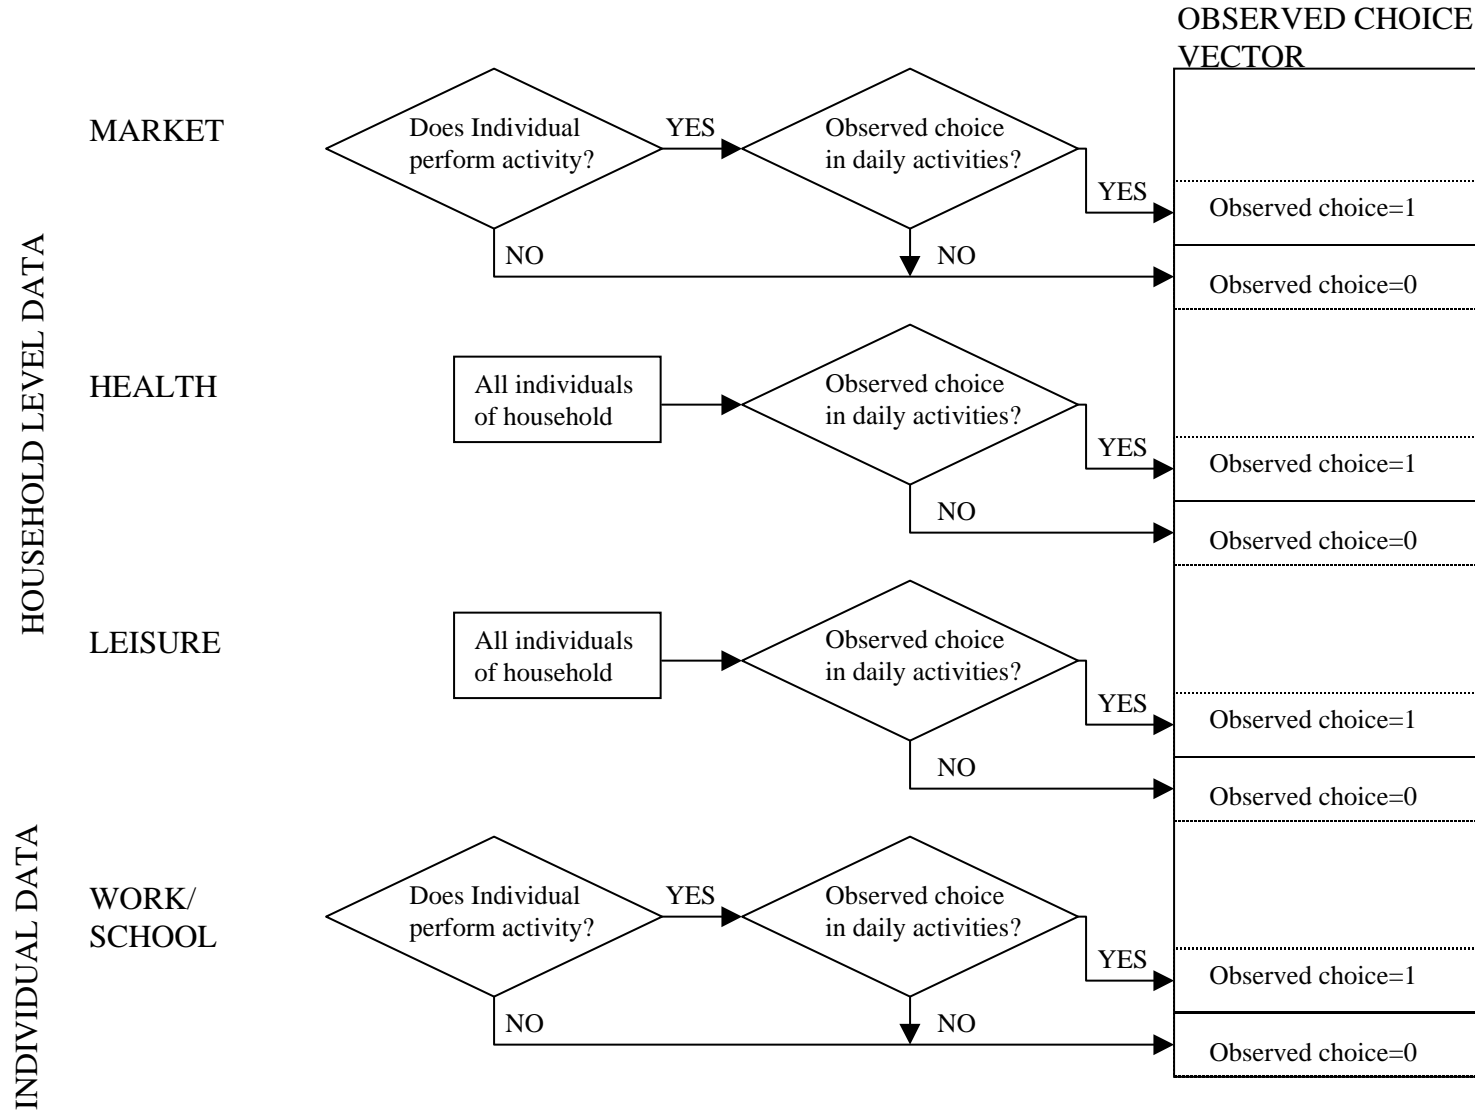 OBSERVED CHOICE
VECTOR
HOUSEHOLD LEVEL DATA
MARKET
Does Individual
perform activity?
YES
Observed choice
in daily activities?
YES
Observed choice=1
NO
NO
Observed choice=0
HEALTH
All individuals
of household
Observed choice
in daily activities?
YES
Observed choice=1
NO
Observed choice=0
LEISURE
All individuals
of household
Observed choice
in daily activities?
YES
Observed choice=1
NO
Observed choice=0
INDIVIDUAL DATA
WORK/
SCHOOL
Does Individual
perform activity?
YES
Observed choice
in daily activities?
YES
Observed choice=1
NO
NO
Observed choice=0